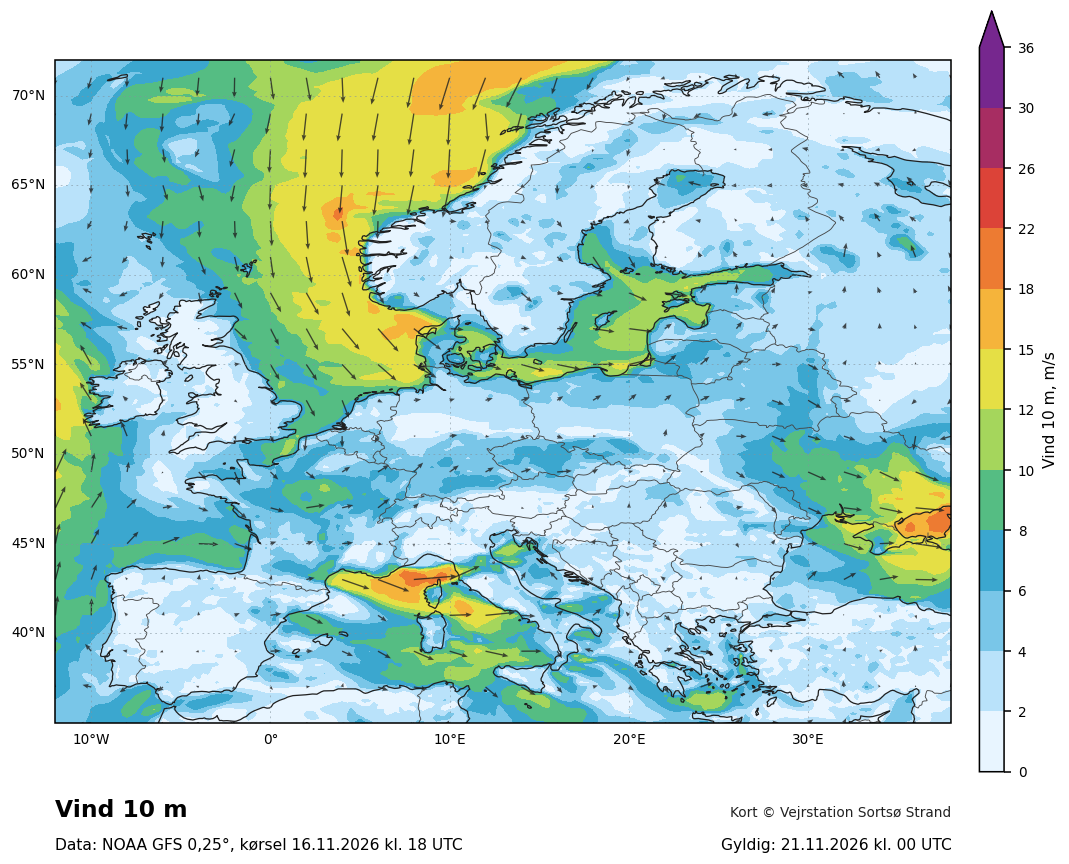 70°N
65°N
60°N
55°N
50°N
45°N
40°N
10°W 0° 10°E 20°E 30°E
36
30
26
22
18
15
12
10
8
6
4
2
0
Vind 10 m, m/s
Vind 10 m
Kort © Vejrstation Sortsø Strand
Data: NOAA GFS 0,25°, kørsel 16.11.2026 kl. 18 UTC
Gyldig: 21.11.2026 kl. 00 UTC